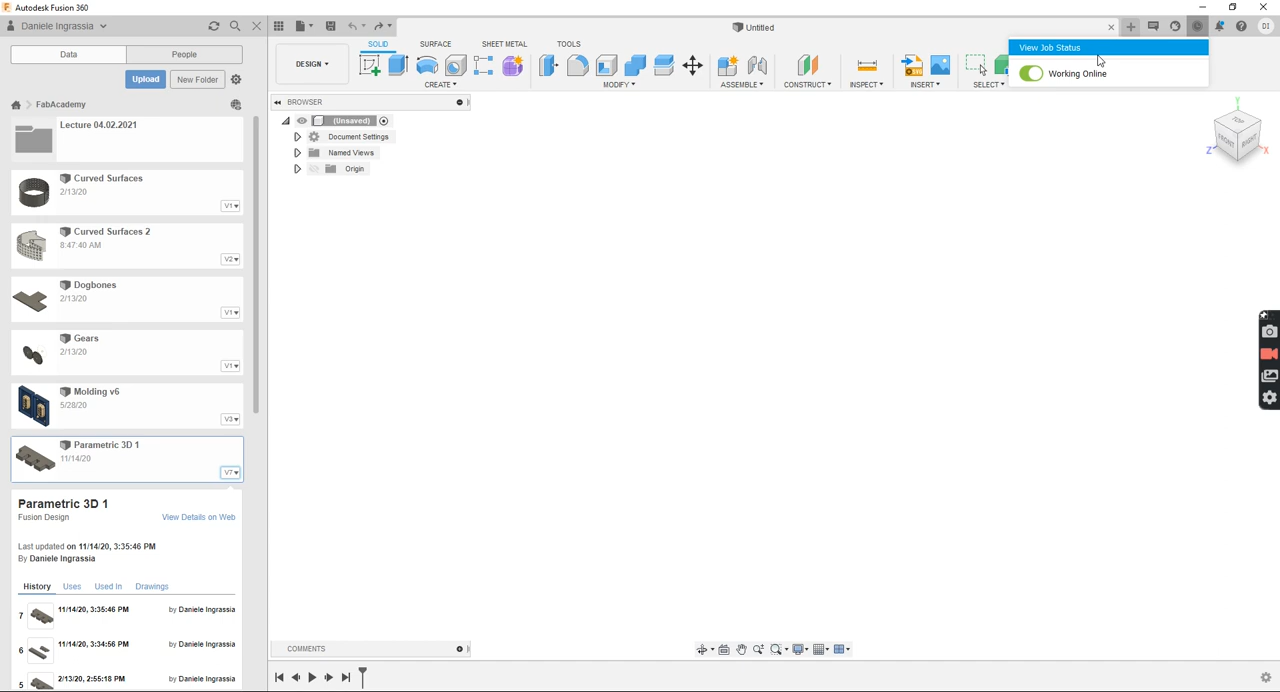 Autodesk Fusion 360
Daniele Ingrassia
Untitled
Data
People
Upload
New Folder
FabAcademy
Lecture 04.02.2021
Curved Surfaces
2/13/20
V1
Curved Surfaces 2
8:47:40 AM
V2
Dogbones
2/13/20
V1
Gears
2/13/20
V1
Molding v6
5/28/20
V3
Parametric 3D 1
11/14/20
V7
Parametric 3D 1
Fusion Design
View Details on Web
Last updated on 11/14/20, 3:35:46 PM
By Daniele Ingrassia
History Uses Used In Drawings
7 11/14/20, 3:35:46 PM by Daniele Ingrassia
6 11/14/20, 3:34:56 PM by Daniele Ingrassia
5 2/13/20, 2:55:18 PM by Daniele Ingrassia
DESIGN
SOLID SURFACE SHEET METAL TOOLS
CREATE MODIFY ASSEMBLE CONSTRUCT INSPECT INSERT SELECT
DI
View Job Status
Working Online
BROWSER
(Unsaved)
Document Settings
Named Views
Origin
Y
TOP
FRONT
RIGHT
Z
X
COMMENTS